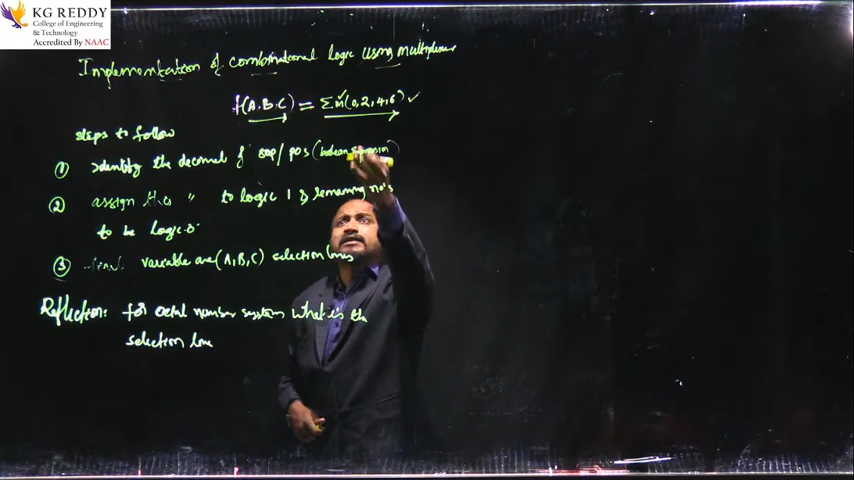 KG REDDY
College of Engineering
& Technology
Accredited By NAAC
Implementation of combinational logic using multiplexer
f(A.B.C) = Σm(0,2,4,6) ✓
steps to follow
① Identify the decimal of sop/pos (boolean expression)
② assign this " to logic 1 & remaining no's
to be logic 0
③ variable are (A,B,C) selection lines
Reflection: for octal number system what is the
selection line